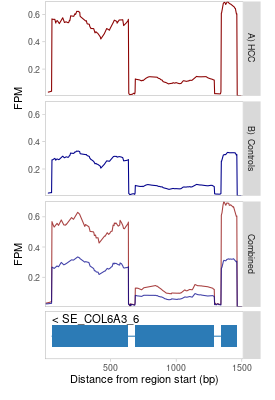 0.6
0.4
0.2
FPM
A) HCC
0.6
0.4
0.2
B) Controls
0.6
0.4
0.2
FPM
Combined
< SE_COL6A3_6
500
1000
1500
Distance from region start (bp)